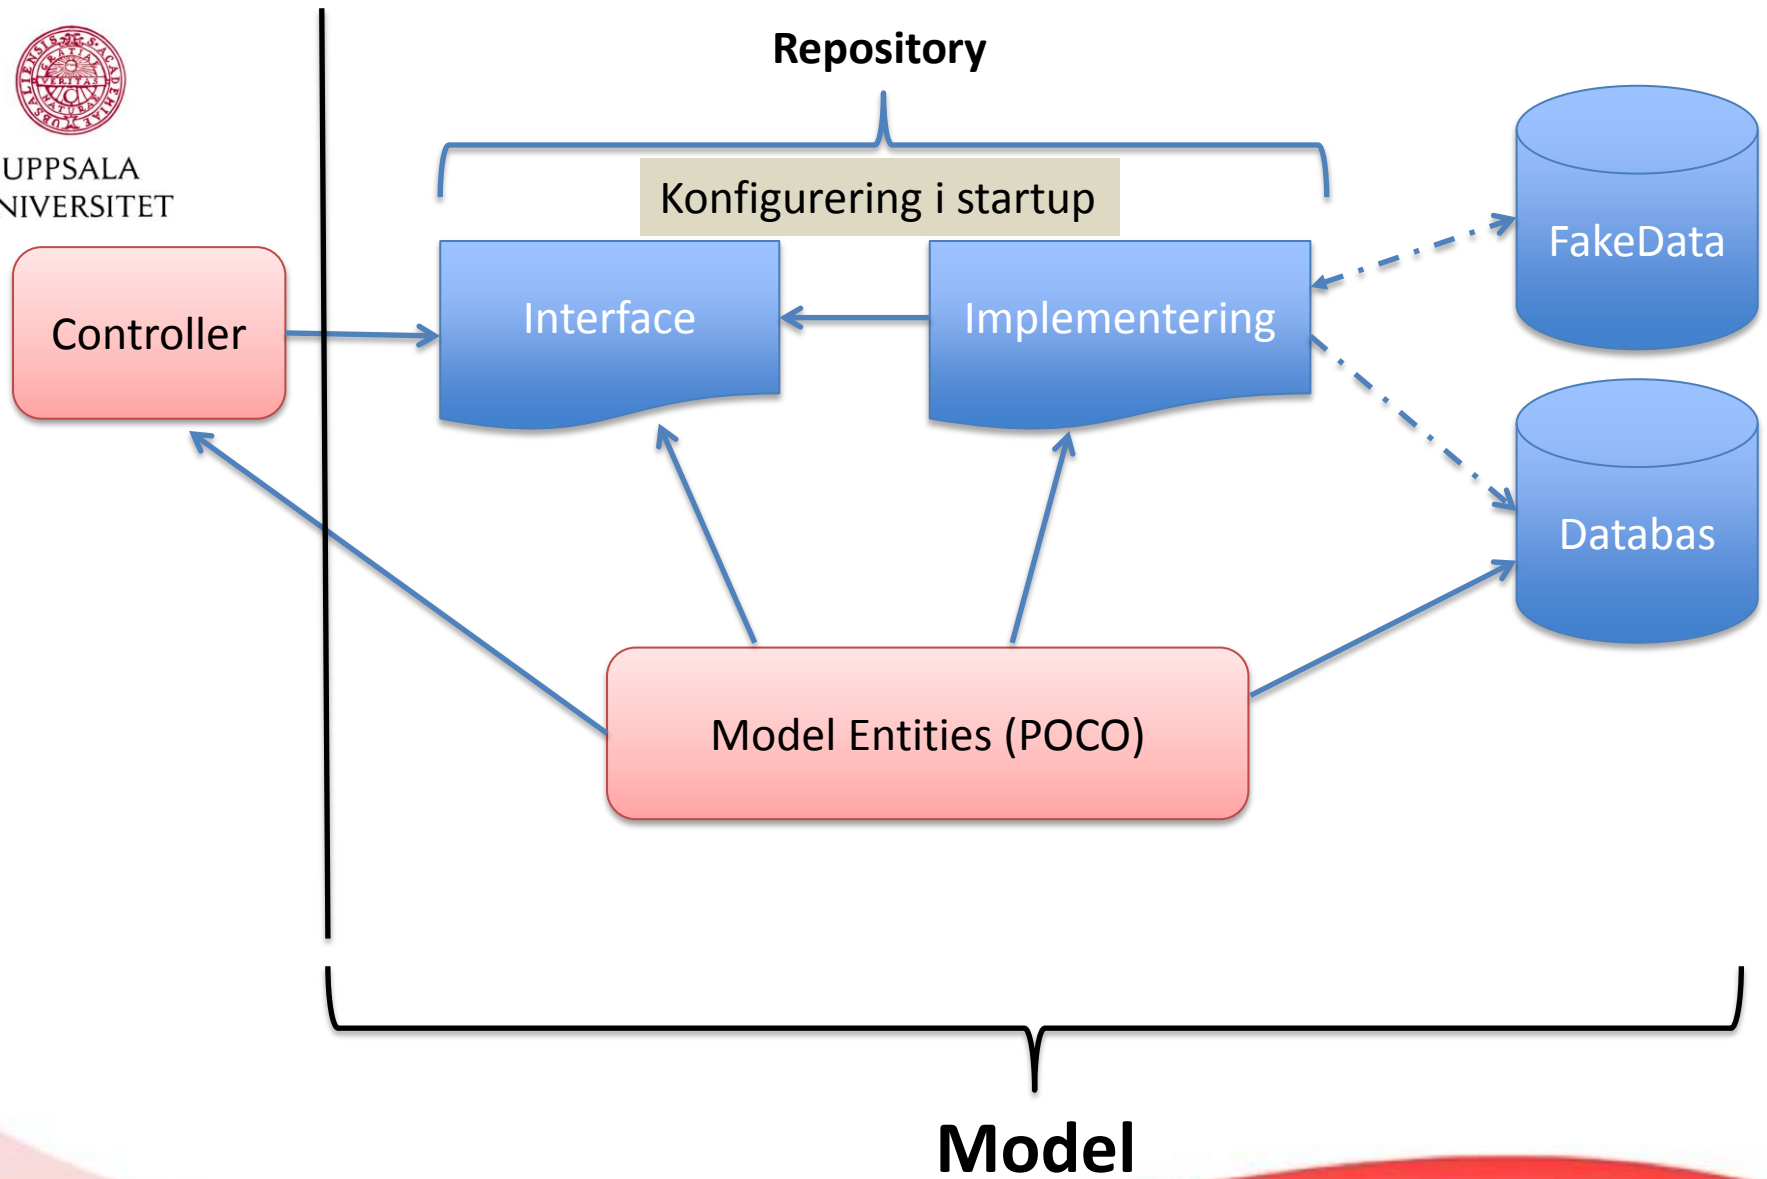 Repository
UPPSALA
NIVERSITET
Konfigurering i startup
Controller
Interface
Implementering
FakeData
Databas
Model Entities (POCO)
Model